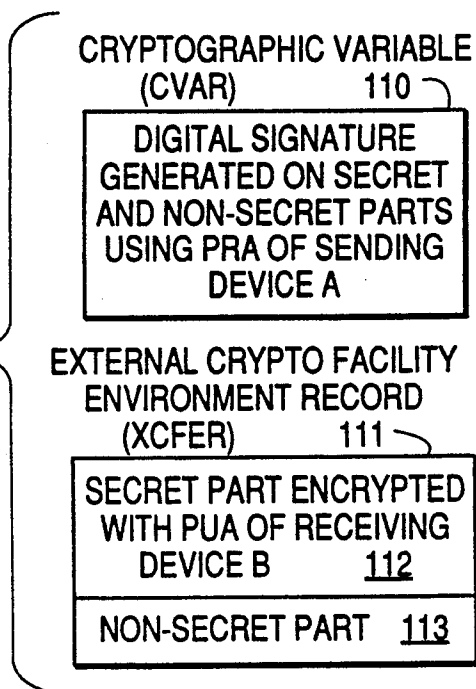 CRYPTOGRAPHIC VARIABLE
(CVAR) 110
DIGITAL SIGNATURE
GENERATED ON SECRET
AND NON-SECRET PARTS
USING PRA OF SENDING
DEVICE A
EXTERNAL CRYPTO FACILITY
ENVIRONMENT RECORD
(XCFER) 111
SECRET PART ENCRYPTED
WITH PUA OF RECEIVING
DEVICE B 112
NON-SECRET PART 113